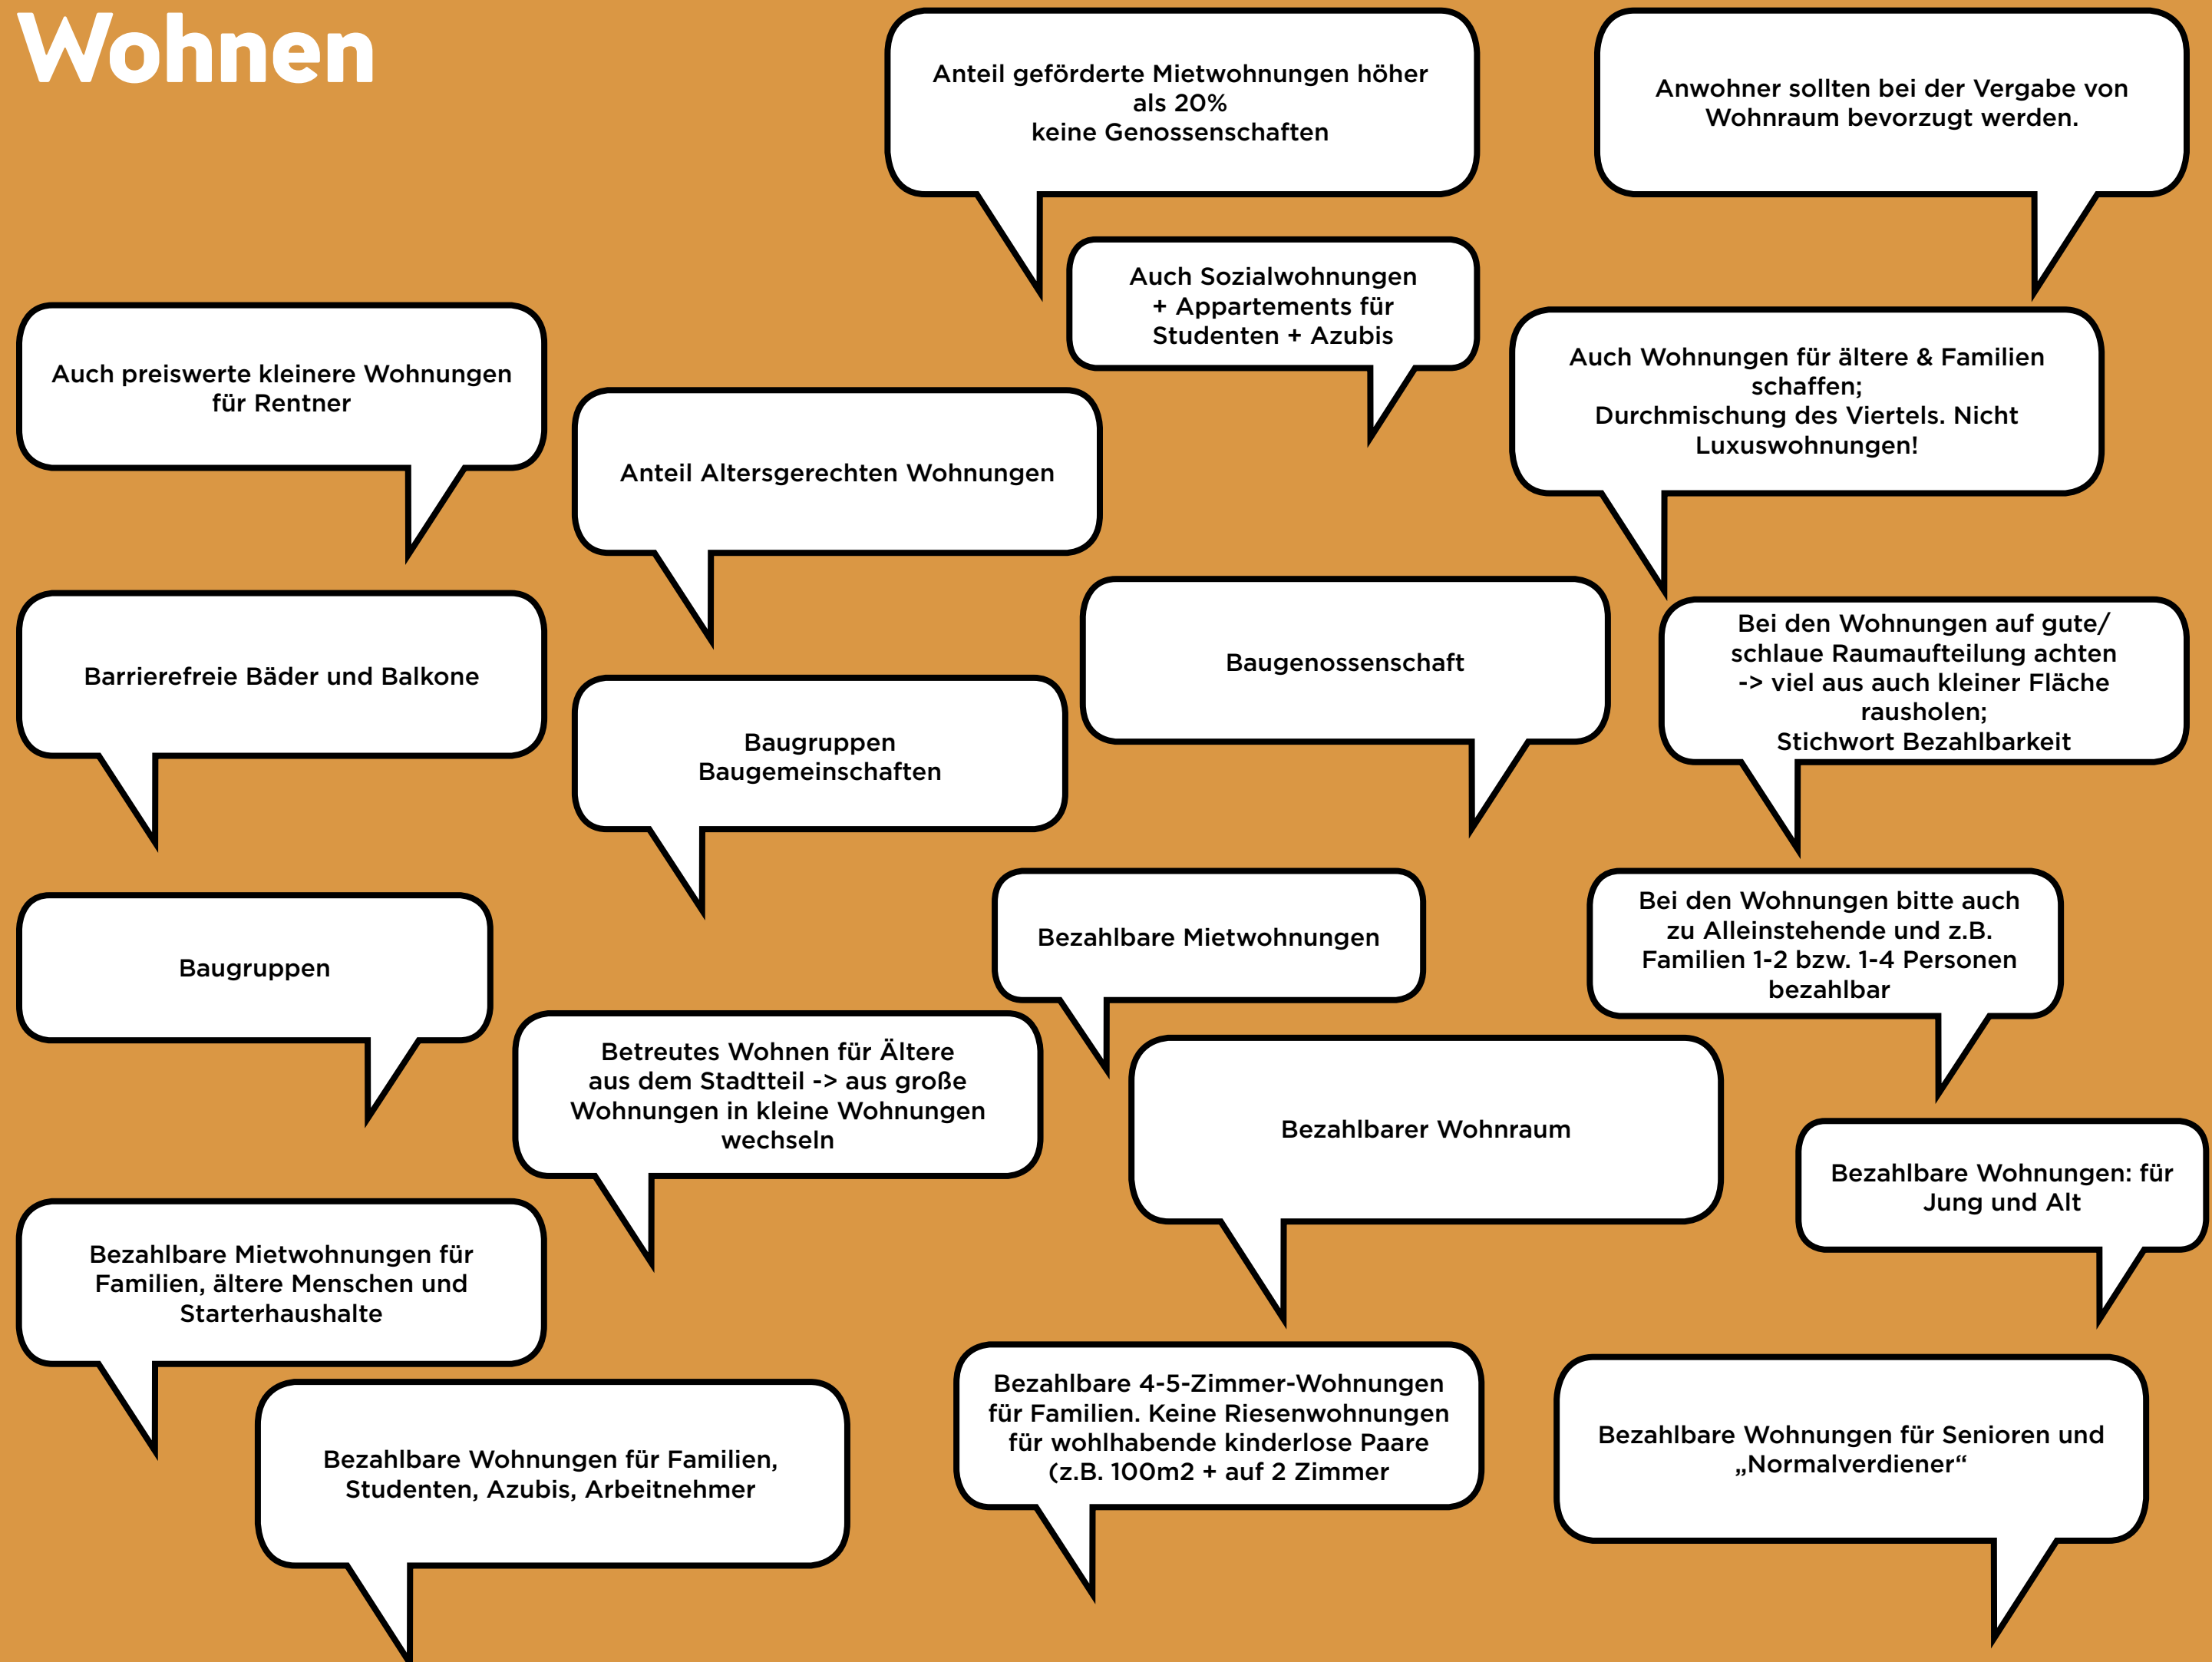 Wohnen
Anteil geförderte Mietwohnungen höher
als 20%
keine Genossenschaften
Anwohner sollten bei der Vergabe von
Wohnraum bevorzugt werden.
Auch Sozialwohnungen
+ Appartements für
Studenten + Azubis
Auch preiswerte kleinere Wohnungen
für Rentner
Auch Wohnungen für ältere & Familien
schaffen;
Durchmischung des Viertels. Nicht
Luxuswohnungen!
Anteil Altersgerechten Wohnungen
Barrierefreie Bäder und Balkone
Baugruppen
Baugemeinschaften
Baugenossenschaft
Bei den Wohnungen auf gute/
schlaue Raumaufteilung achten
-> viel aus auch kleiner Fläche
rausholen;
Stichwort Bezahlbarkeit
Baugruppen
Bezahlbare Mietwohnungen
Bei den Wohnungen bitte auch
zu Alleinstehende und z.B.
Familien 1-2 bzw. 1-4 Personen
bezahlbar
Betreutes Wohnen für Ältere
aus dem Stadtteil -> aus große
Wohnungen in kleine Wohnungen
wechseln
Bezahlbarer Wohnraum
Bezahlbare Wohnungen: für
Jung und Alt
Bezahlbare Mietwohnungen für
Familien, ältere Menschen und
Starterhaushalte
Bezahlbare Wohnungen für Familien,
Studenten, Azubis, Arbeitnehmer
Bezahlbare 4-5-Zimmer-Wohnungen
für Familien. Keine Riesenwohnungen
für wohlhabende kinderlose Paare
(z.B. 100m2 + auf 2 Zimmer
Bezahlbare Wohnungen für Senioren und
„Normalverdiener“